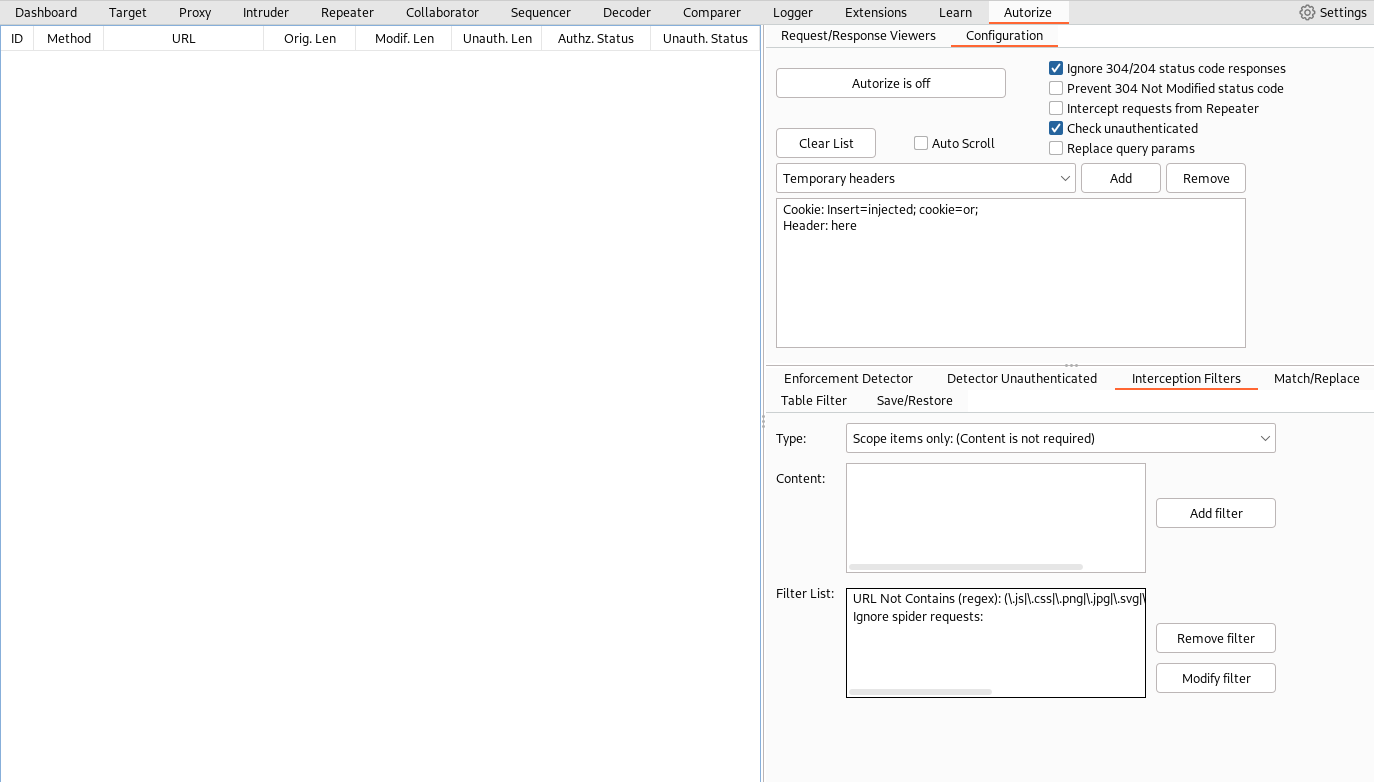 Dashboard Target Proxy Intruder Repeater Collaborator Sequencer Decoder Comparer Logger Extensions Learn Autorize Settings
ID Method URL Orig. Len Modif. Len Unauth. Len Authz. Status Unauth. Status
Request/Response Viewers Configuration
Autorize is off
Ignore 304/204 status code responses
Prevent 304 Not Modified status code
Intercept requests from Repeater
Check unauthenticated
Replace query params
Clear List
Auto Scroll
Temporary headers Add Remove
Cookie: Insert=injected; cookie=or;
Header: here
Enforcement Detector Detector Unauthenticated Interception Filters Match/Replace
Table Filter Save/Restore
Type: Scope items only: (Content is not required)
Content:
Add filter
Filter List:
URL Not Contains (regex): (\.js|\.css|\.png|\.jpg|\.svg|\
Ignore spider requests:
Remove filter
Modify filter